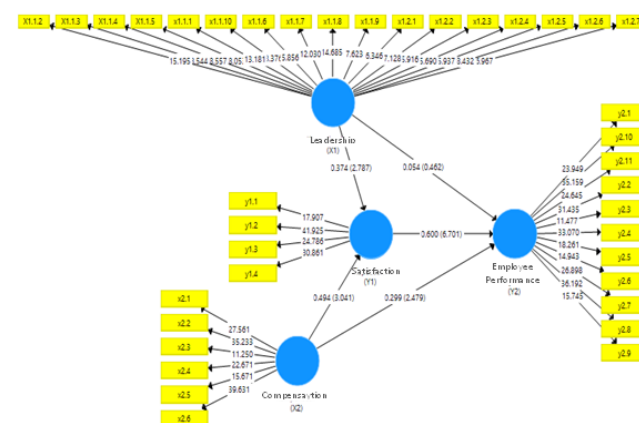 X1.1.2 X1.1.3 X1.1.4 X1.1.5 x1.1.1 x1.1.10 x1.1.6 x1.1.7 x1.1.8 x1.1.9 x1.2.1 x1.2.2 x1.2.3 x1.2.4 x1.2.5 x1.2.6
15.195 8.557 13.181 5.856 12.030 14.685 7.623 6.346 7.128
Leadership
(X1)
0.374 (2.787)
0.054 (0.462)
y1.1
y1.2
y1.3
y1.4
17.907
41.925
24.786
30.861
Satisfaction
(Y1)
0.600 (6.701)
0.494 (3.041)
0.299 (2.479)
x2.1
x2.2
x2.3
x2.4
x2.5
x2.6
27.561
35.233
11.250
22.671
15.671
39.631
Compensaytion
(X2)
Employee
Performance
(Y2)
23.949
35.159
24.645
31.435
11.477
33.070
18.261
14.943
26.898
36.192
15.745
y2.1
y2.10
y2.11
y2.2
y2.3
y2.4
y2.5
y2.6
y2.7
y2.8
y2.9